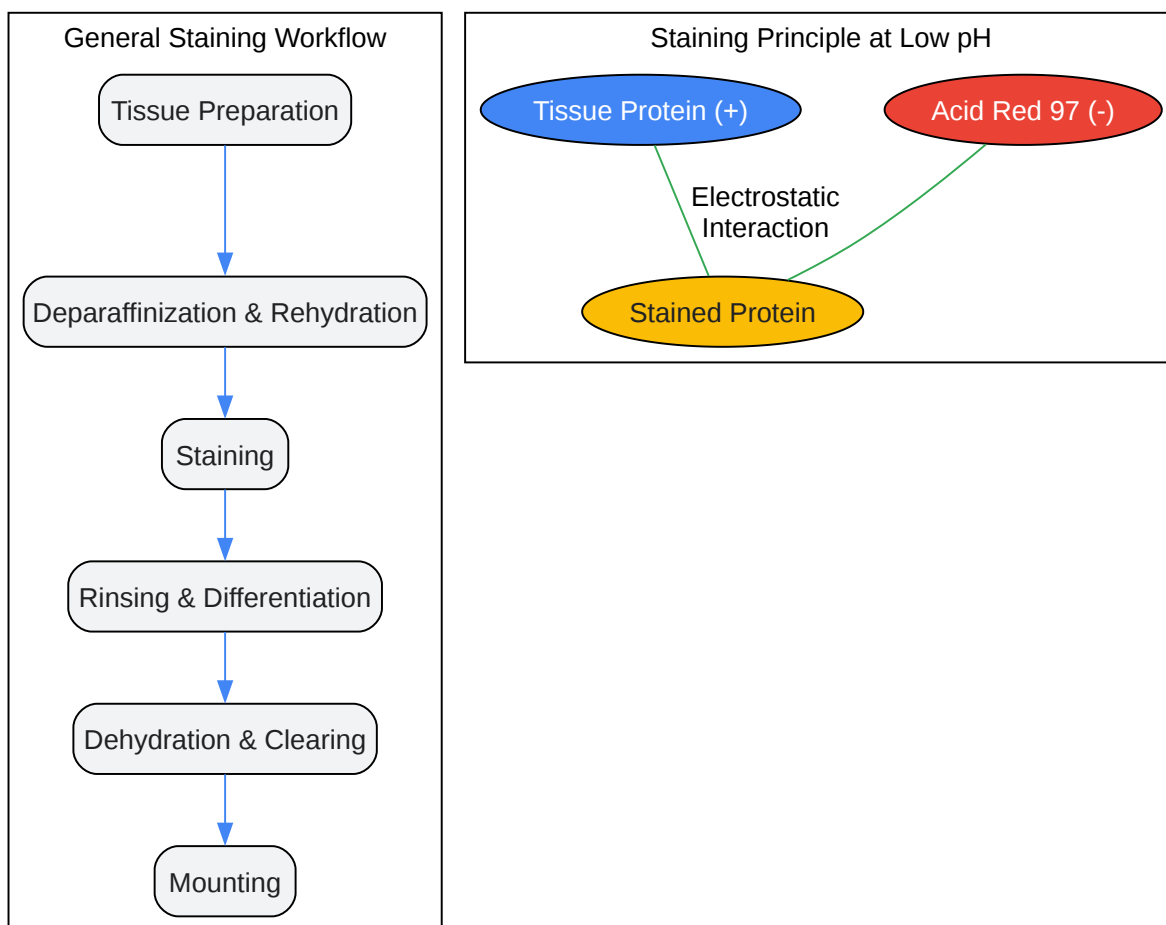 General Staining Workflow
Tissue Preparation
Deparaffinization & Rehydration
Staining
Rinsing & Differentiation
Dehydration & Clearing
Mounting
Staining Principle at Low pH
Tissue Protein (+)
Acid Red 97 (-)
Electrostatic
Interaction
Stained Protein